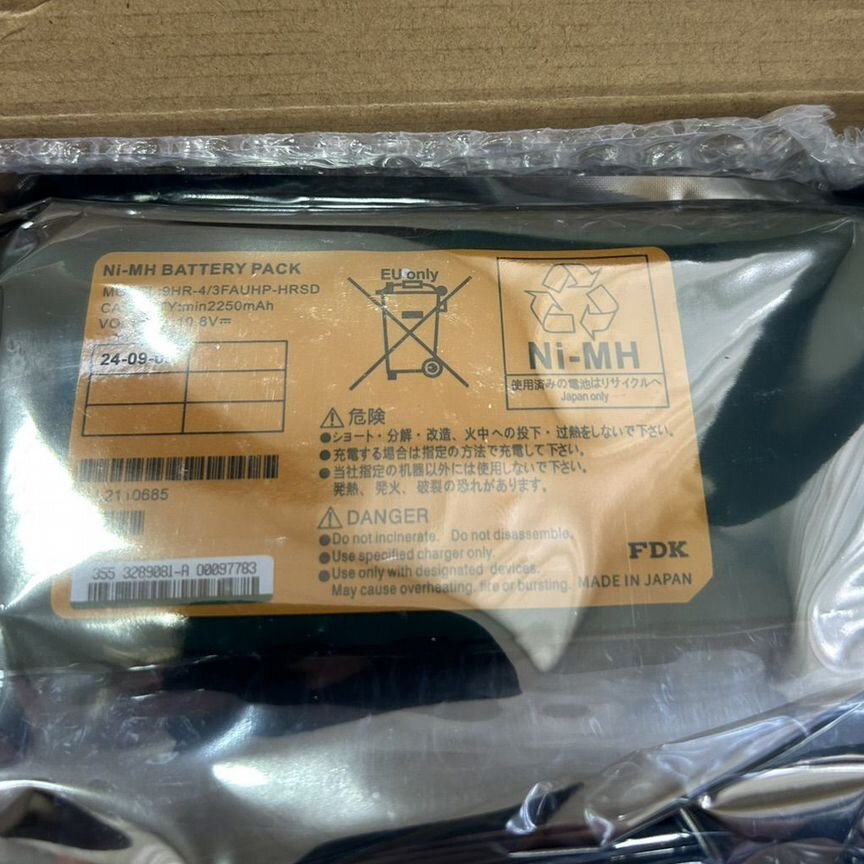 Ni-MH BATTERY PACK
:9HR-4/3FAUHP-HRSD
:min2250mAh
24-09-
2110685
355 3289081-A 00097783
EU only
Ni-MH
使用済みの電池はリサイクルへ
Japan only
⚠危険
●ショート・分解・改造、火中への投下・過熱をしないで下さい。
●充電する場合は指定の方法で充電して下さい。
●当社指定の機器以外には使用しないで下さい。
発熱、発火、破裂の恐れがあります。
⚠DANGER
●Do not incinerate. Do not disassemble.
●Use specified charger only.
●Use only with designated devices.
May cause overheating, fire or bursting.
FDK
MADE IN JAPAN